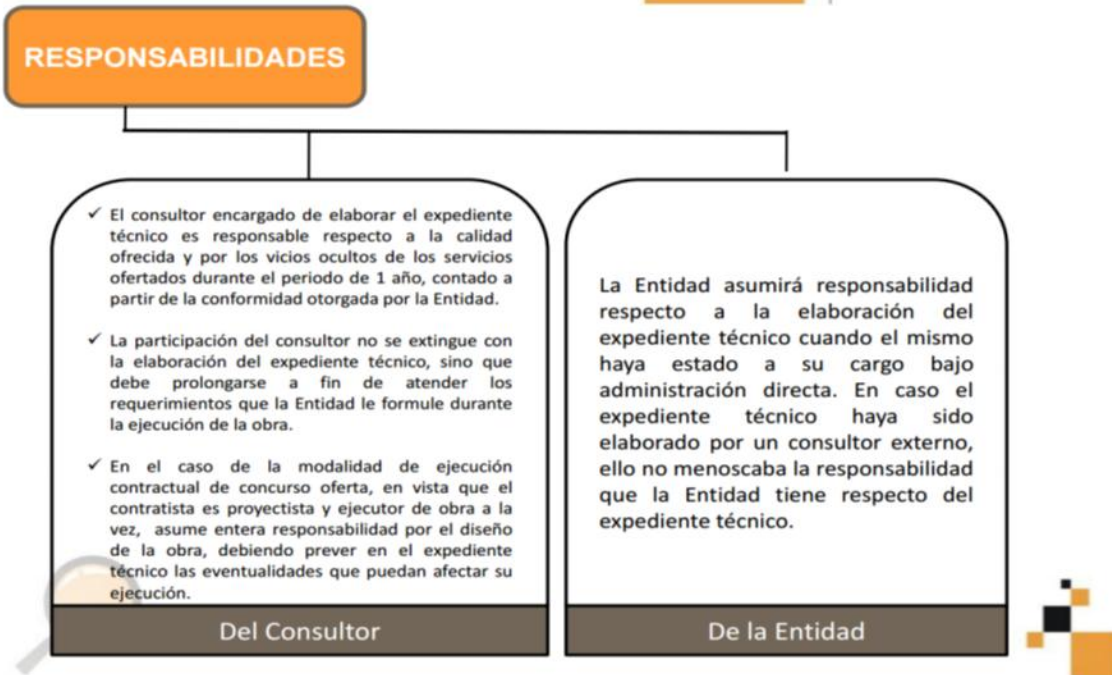 RESPONSABILIDADES
✓ El consultor encargado de elaborar el expediente
técnico es responsable respecto a la calidad
ofrecida y por los vicios ocultos de los servicios
ofertados durante el periodo de 1 año, contado a
partir de la conformidad otorgada por la Entidad.
✓ La participación del consultor no se extingue con
la elaboración del expediente técnico, sino que
debe prolongarse a fin de atender los
requerimientos que la Entidad le formule durante
la ejecución de la obra.
✓ En el caso de la modalidad de ejecución
contractual de concurso oferta, en vista que el
contratista es proyectista y ejecutor de obra a la
vez, asume entera responsabilidad por el diseño
de la obra, debiendo prever en el expediente
técnico las eventualidades que puedan afectar su
ejecución.
Del Consultor
La Entidad asumirá responsabilidad
respecto a la elaboración del
expediente técnico cuando el mismo
haya estado a su cargo bajo
administración directa. En caso el
expediente técnico haya sido
elaborado por un consultor externo,
ello no menoscaba la responsabilidad
que la Entidad tiene respecto del
expediente técnico.
De la Entidad